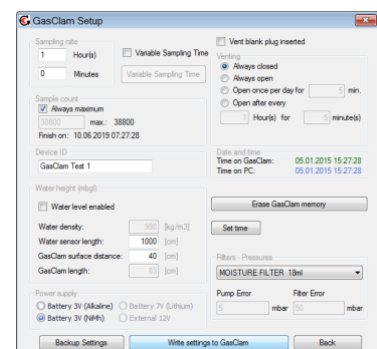 GasClam Setup
Sampling rate
1 Hour(s)
Variable Sampling Time
0 Minutes
Variable Sampling Time
Sample count
Always maximum
38800 max.: 38800
Finish on: 10.06.2019 07:27:28
Device ID
GasClam Test 1
Water height (mbgl)
Water level enabled
Water density: 990 [kg/m3]
Water sensor length: 1000 [cm]
GasClam surface distance: 40 [cm]
GasClam length: 83 [cm]
Power supply
Battery 3V (Alkaline)
Battery 7V (Lithium)
Battery 3V (NiMh)
External 12V
Vent blank plug inserted
Venting
Always closed
Always open
Open once per day for 5 min.
Open after every
1 Hour(s) for 5 minute(s)
Date and time
Time on GasClam: 05.01.2015 15:27:28
Time on PC: 05.01.2015 15:27:28
Erase GasClam memory
Set time
Filters - Pressures
MOISTURE FILTER 18ml
Pump Error
Filter Error
5 mbar 50 mbar
Backup Settings
Write settings to GasClam
Back